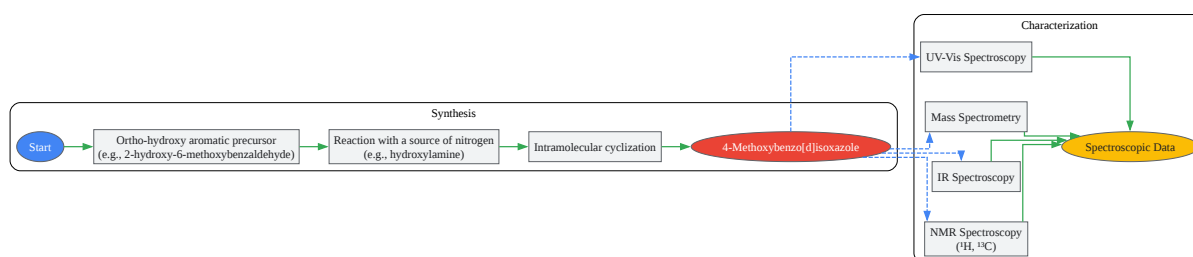 Synthesis
Start
Ortho-hydroxy aromatic precursor
(e.g., 2-hydroxy-6-methoxybenzaldehyde)
Reaction with a source of nitrogen
(e.g., hydroxylamine)
Intramolecular cyclization
4-Methoxybenzo[d]isoxazole
Characterization
UV-Vis Spectroscopy
Mass Spectrometry
IR Spectroscopy
NMR Spectroscopy
(¹H, ¹³C)
Spectroscopic Data